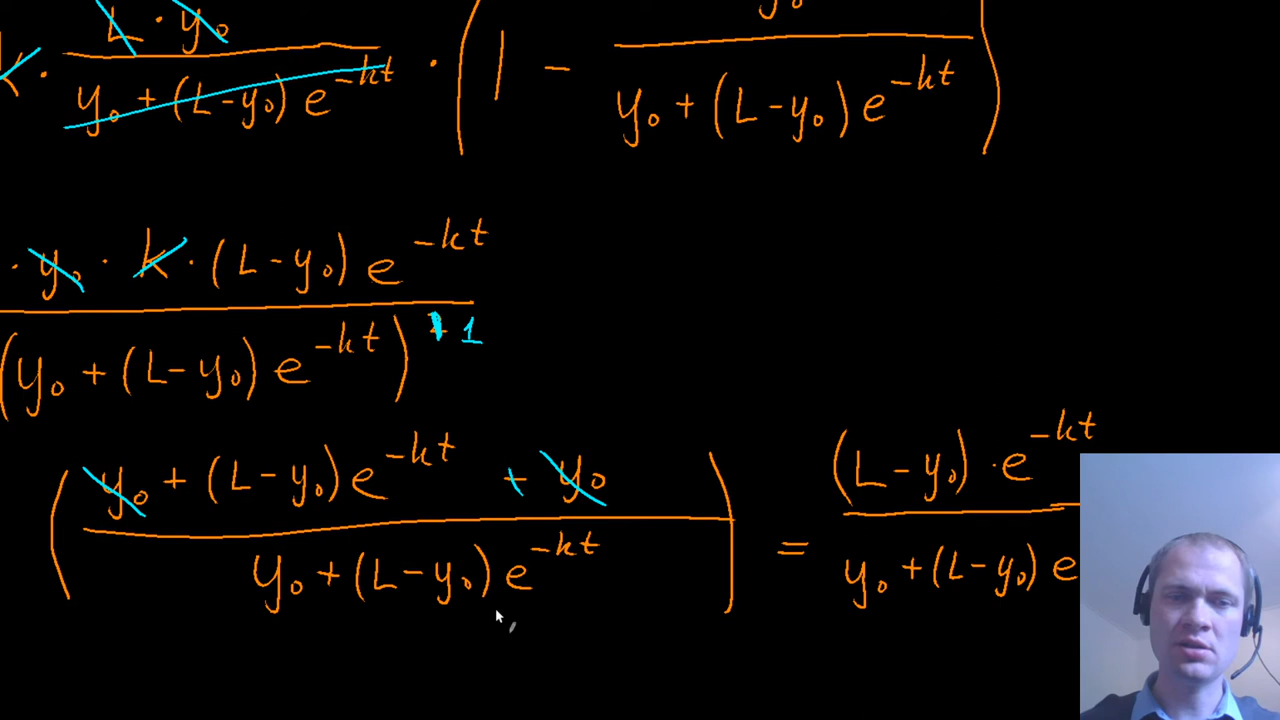 k · L · y₀ / (y₀ + (L-y₀) e^{-kt}) · (1 - y₀ / (y₀ + (L-y₀) e^{-kt}))
· y₀ · k · (L-y₀) e^{-kt} / (y₀ + (L-y₀) e^{-kt})^1
((y₀ + (L-y₀) e^{-kt} + y₀) / (y₀ + (L-y₀) e^{-kt})) = (L-y₀) · e^{-kt} / (y₀ + (L-y₀) e